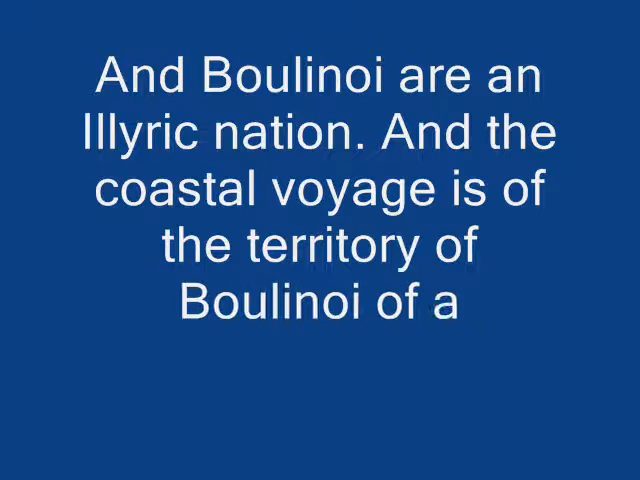 And Boulinoi are an
Illyric nation. And the
coastal voyage is of
the territory of
Boulinoi of a